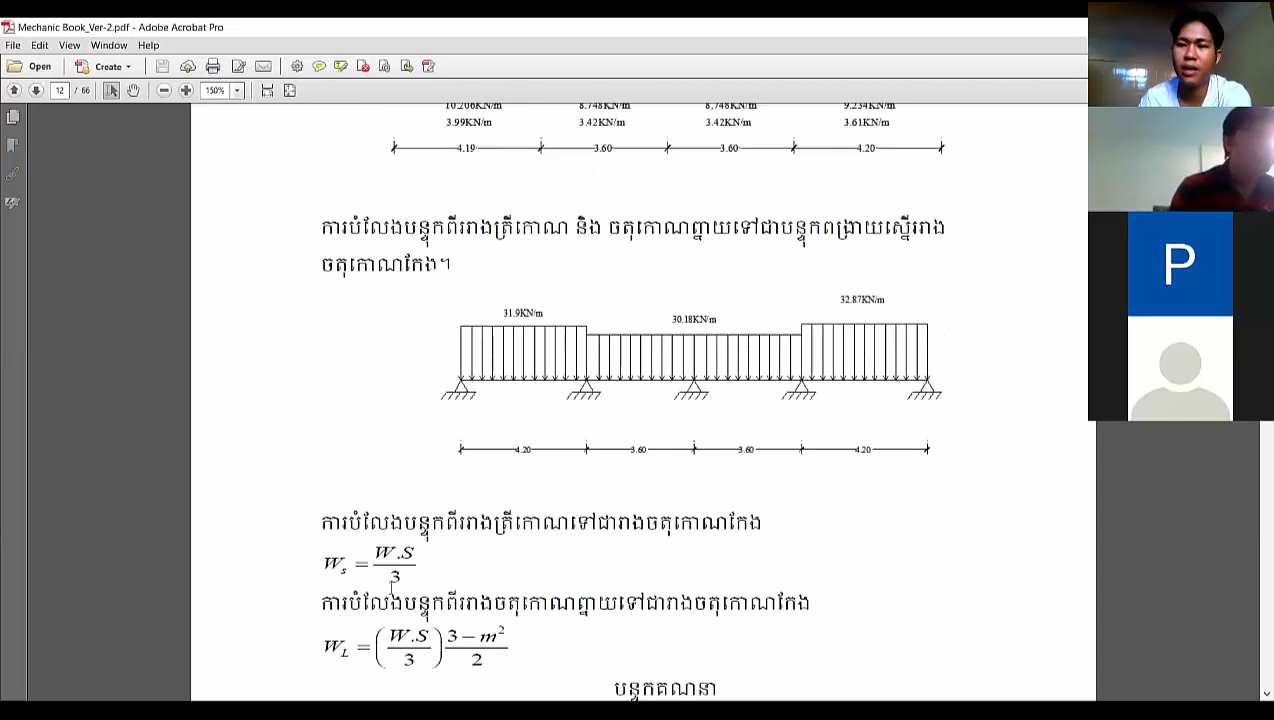 Mechanic Book_Ver-2.pdf - Adobe Acrobat Pro
File Edit View Window Help
Open Create
12 / 66 150%
10.206KN/m 8.748KN/m 8.748KN/m 9.234KN/m
3.99KN/m 3.42KN/m 3.42KN/m 3.61KN/m
4.19 3.60 3.60 4.20
ការបំលែងបន្ទុកពីររាងត្រីកោណ និង ចតុកោណព្នាយទៅជាបន្ទុកពង្រាយស្នើររាង
ចតុកោណកែង។
32.87KN/m
31.9KN/m 30.18KN/m
4.20 3.60 3.60 4.20
ការបំលែងបន្ទុកពីររាងត្រីកោណទៅជារាងចតុកោណកែង
W_s = W.S / 3
ការបំលែងបន្ទុកពីររាងចតុកោណព្នាយទៅជារាងចតុកោណកែង
W_L = (W.S / 3) (3 − m²) / 2
បន្ទុកគណនា
P